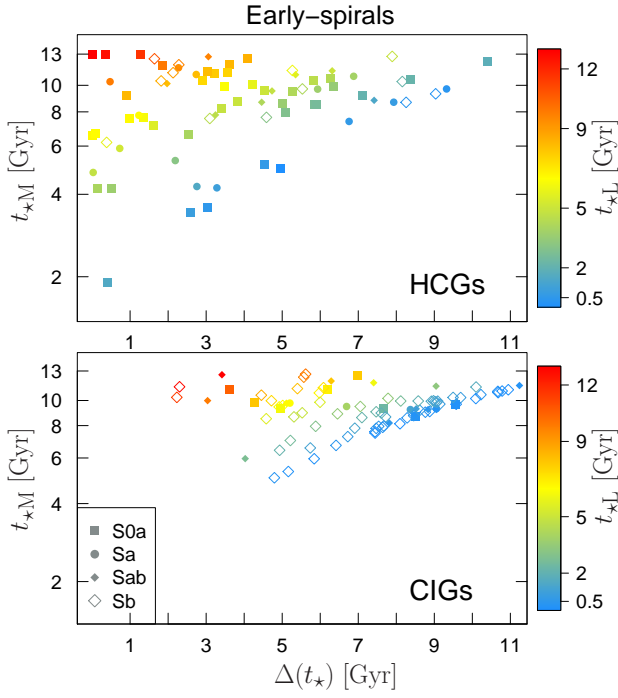 Early−spirals
13
10
8
6
4
2
t⋆M [Gyr]
HCGs
1 3 5 7 9 11
12
9
5
2
0.5
t⋆L [Gyr]
13
10
8
6
4
2
t⋆M [Gyr]
S0a
Sa
Sab
Sb
CIGs
1 3 5 7 9 11
Δ(t⋆) [Gyr]
12
9
5
2
0.5
t⋆L [Gyr]